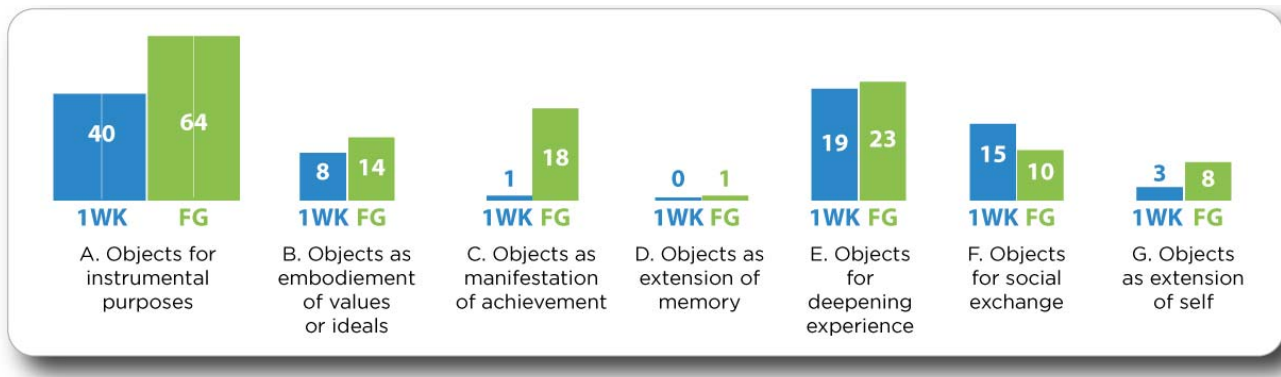 40 64
8 14
1 18
0 1
19 23
15 10
3 8
1WK FG
1WK FG
1WK FG
1WK FG
1WK FG
1WK FG
1WK FG
A. Objects for
instrumental
purposes
B. Objects as
embodiement
of values
or ideals
C. Objects as
manifestation
of achievement
D. Objects as
extension of
memory
E. Objects
for
deepening
experience
F. Objects
for social
exchange
G. Objects
as extension
of self